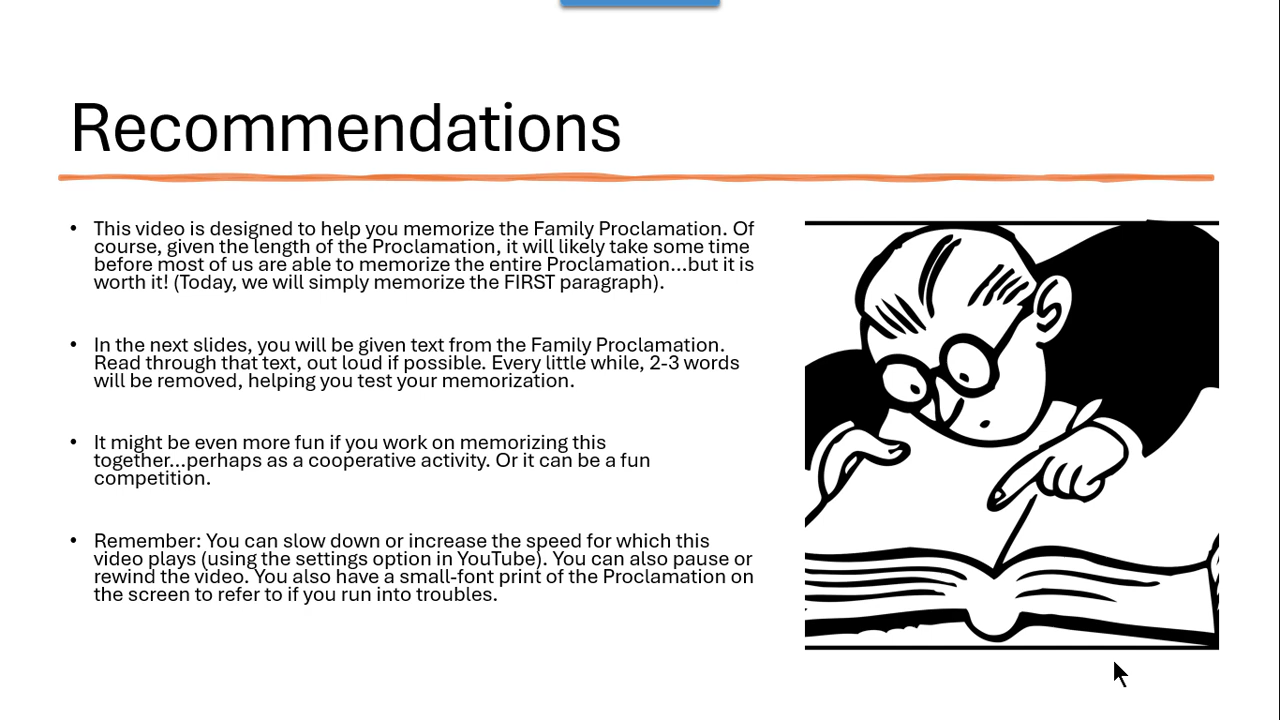 Recommendations
• This video is designed to help you memorize the Family Proclamation. Of
course, given the length of the Proclamation, it will likely take some time
before most of us are able to memorize the entire Proclamation...but it is
worth it! (Today, we will simply memorize the FIRST paragraph).
• In the next slides, you will be given text from the Family Proclamation.
Read through that text, out loud if possible. Every little while, 2-3 words
will be removed, helping you test your memorization.
• It might be even more fun if you work on memorizing this
together...perhaps as a cooperative activity. Or it can be a fun
competition.
• Remember: You can slow down or increase the speed for which this
video plays (using the settings option in YouTube). You can also pause or
rewind the video. You also have a small-font print of the Proclamation on
the screen to refer to if you run into troubles.